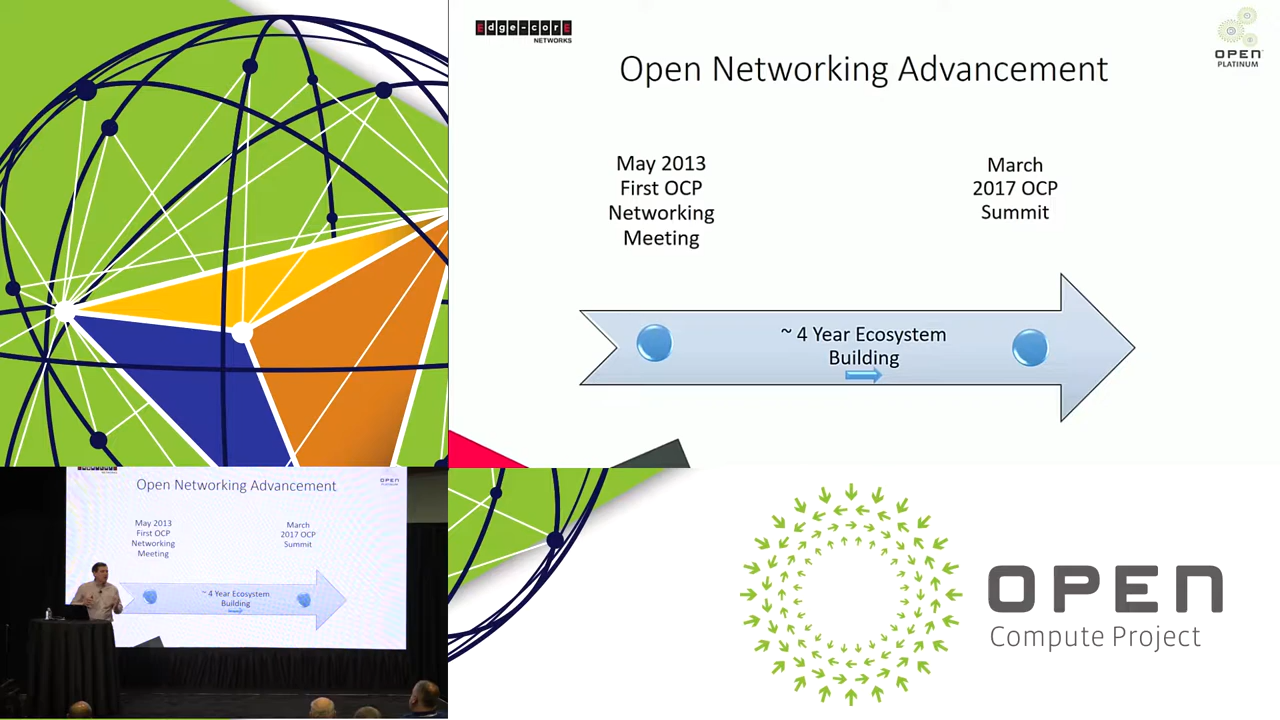 Edge-corE
NETWORKS
OPEN
PLATINUM
Open Networking Advancement
May 2013
First OCP
Networking
Meeting
March
2017 OCP
Summit
~ 4 Year Ecosystem
Building
Open Networking Advancement
OPEN
May 2013
First OCP
Networking
Meeting
March
2017 OCP
Summit
~ 4 Year Ecosystem
Building
OPEN
Compute Project